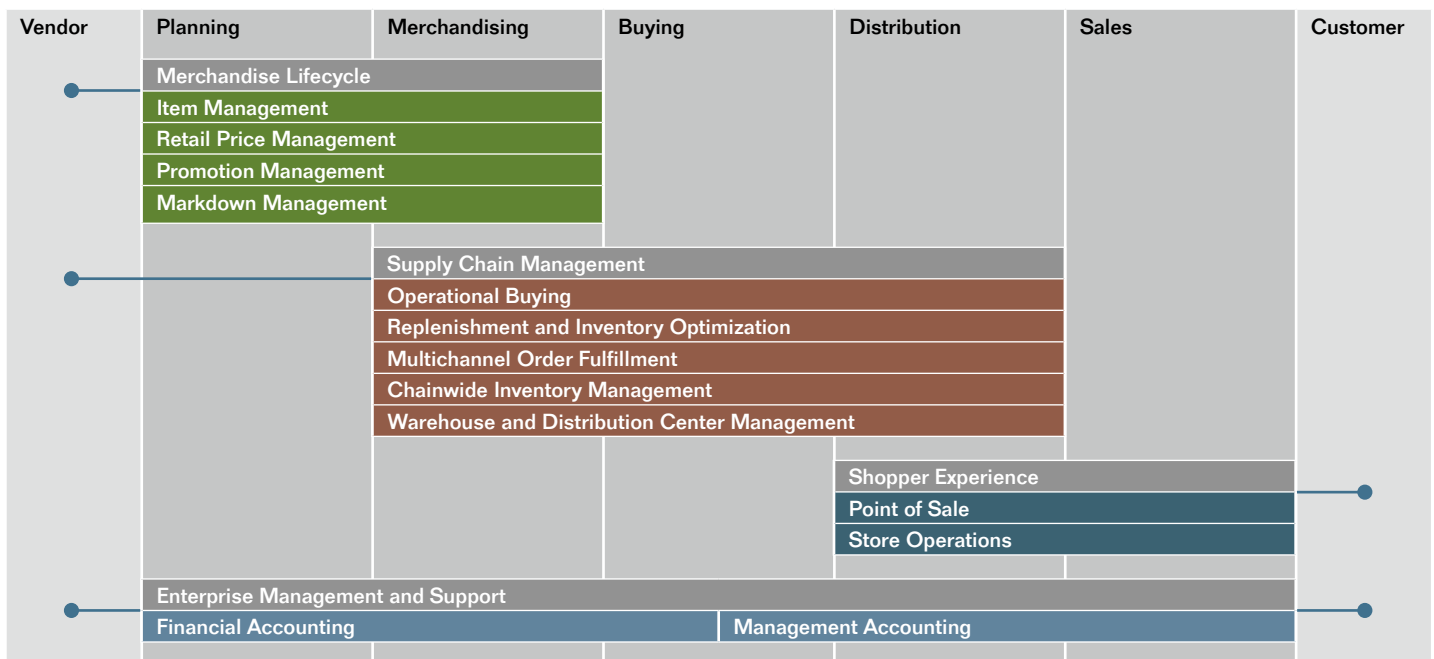 Vendor
Planning
Merchandising
Buying
Distribution
Sales
Customer
Merchandise Lifecycle
Item Management
Retail Price Management
Promotion Management
Markdown Management
Supply Chain Management
Operational Buying
Replenishment and Inventory Optimization
Multichannel Order Fulfillment
Chainwide Inventory Management
Warehouse and Distribution Center Management
Shopper Experience
Point of Sale
Store Operations
Enterprise Management and Support
Financial Accounting
Management Accounting